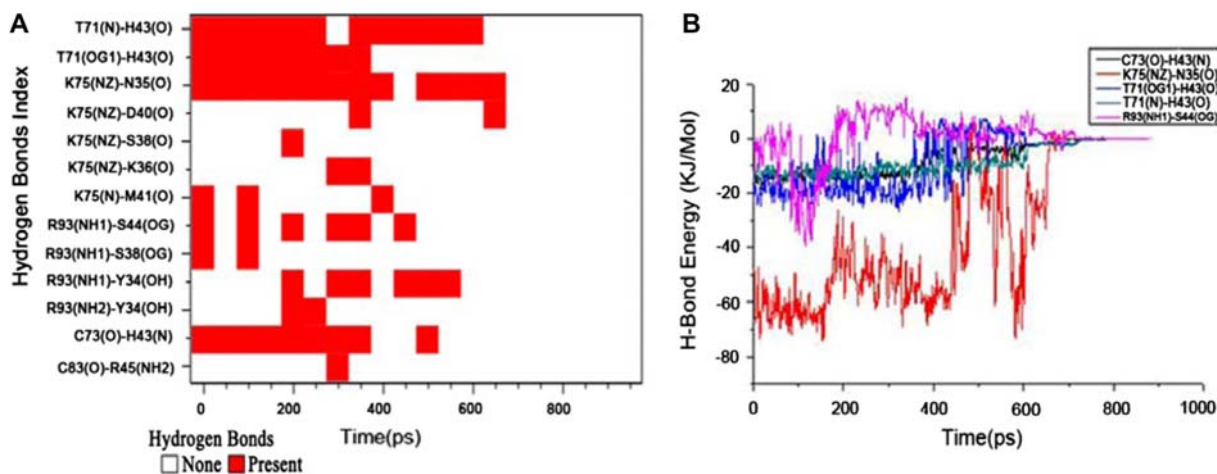 A
Hydrogen Bonds Index
T71(N)-H43(O)
T71(OG1)-H43(O)
K75(NZ)-N35(O)
K75(NZ)-D40(O)
K75(NZ)-S38(O)
K75(NZ)-K36(O)
K75(N)-M41(O)
R93(NH1)-S44(OG)
R93(NH1)-S38(OG)
R93(NH1)-Y34(OH)
R93(NH2)-Y34(OH)
C73(O)-H43(N)
C83(O)-R45(NH2)
0 200 400 600 800
Time(ps)
Hydrogen Bonds
None Present
B
C73(O)-H43(N)
K75(NZ)-N35(O)
T71(OG1)-H43(O)
T71(N)-H43(O)
R93(NH1)-S44(OG)
H-Bond Energy (KJ/Mol)
20
0
-20
-40
-60
-80
0 200 400 600 800 1000
Time(ps)